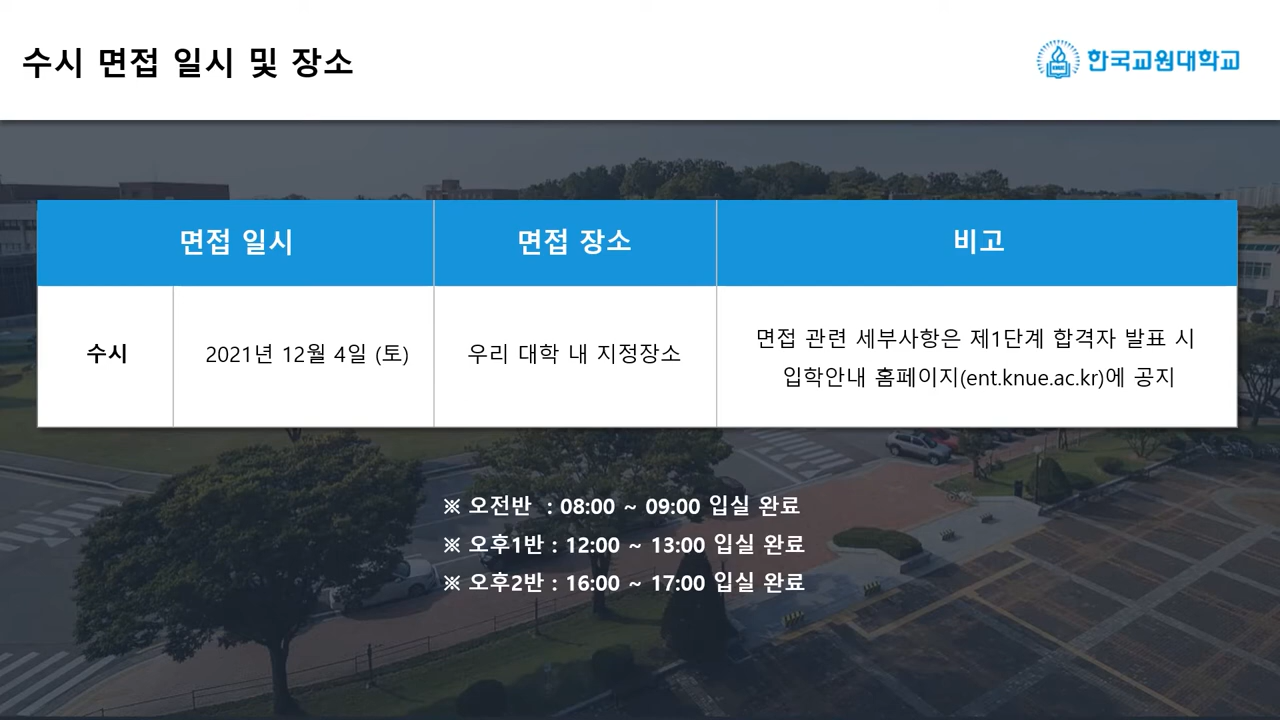 수시 면접 일시 및 장소
한국교원대학교
면접 일시
면접 장소
비고
수시
2021년 12월 4일 (토)
우리 대학 내 지정장소
면접 관련 세부사항은 제1단계 합격자 발표 시
입학안내 홈페이지(ent.knue.ac.kr)에 공지
※ 오전반 : 08:00 ~ 09:00 입실 완료
※ 오후1반 : 12:00 ~ 13:00 입실 완료
※ 오후2반 : 16:00 ~ 17:00 입실 완료